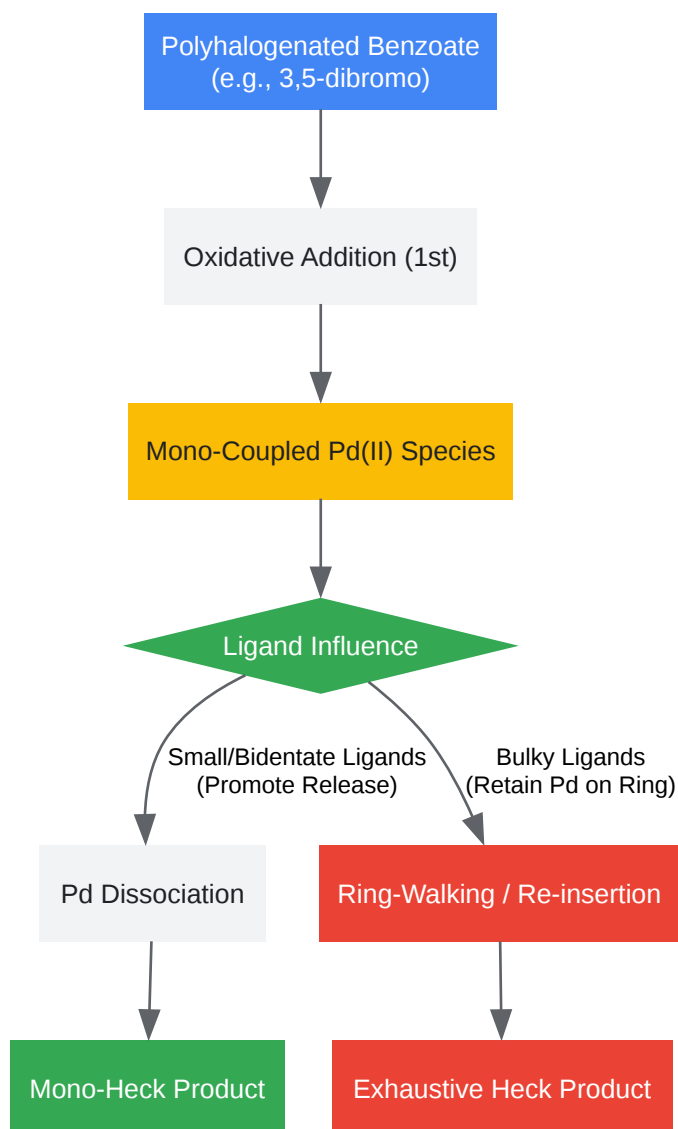 Polyhalogenated Benzoate
(e.g., 3,5-dibromo)
Oxidative Addition (1st)
Mono-Coupled Pd(II) Species
Ligand Influence
Small/Bidentate Ligands
(Promote Release)
Bulky Ligands
(Retain Pd on Ring)
Pd Dissociation
Ring-Walking / Re-insertion
Mono-Heck Product
Exhaustive Heck Product